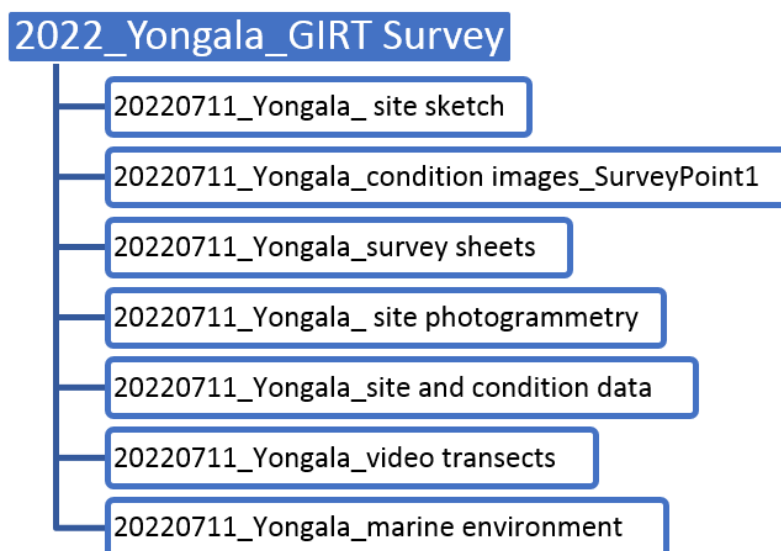 2022_Yongala_GIRT Survey
20220711_Yongala_ site sketch
20220711_Yongala_condition images_SurveyPoint1
20220711_Yongala_survey sheets
20220711_Yongala_ site photogrammetry
20220711_Yongala_site and condition data
20220711_Yongala_video transects
20220711_Yongala_marine environment